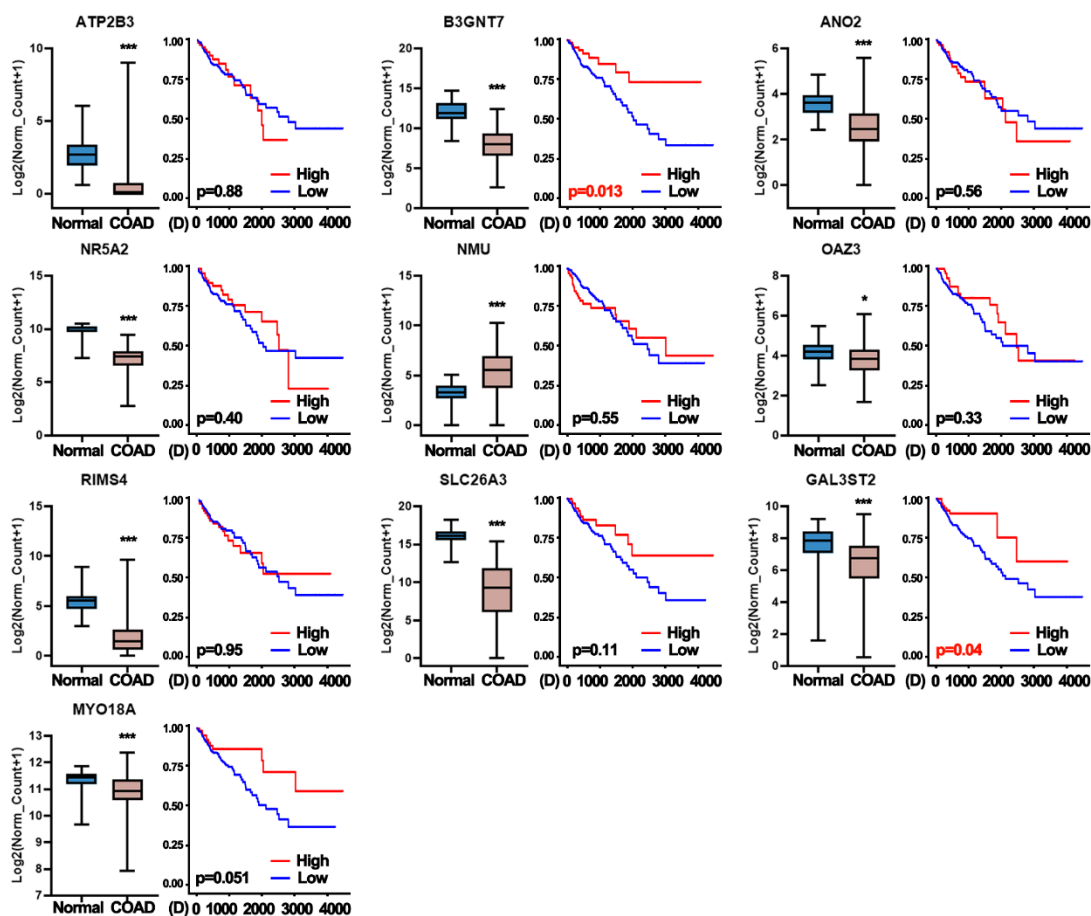 ATP2B3
Log2(Norm_Count+1)
10
5
0
***
Normal COAD
1.00
0.75
0.50
0.25
0.00
p=0.88
High
Low
(D) 0 1000 2000 3000 4000
B3GNT7
Log2(Norm_Count+1)
20
15
10
5
0
***
Normal COAD
1.00
0.75
0.50
0.25
0.00
p=0.013
High
Low
(D) 0 1000 2000 3000 4000
ANO2
Log2(Norm_Count+1)
6
4
2
0
***
Normal COAD
1.00
0.75
0.50
0.25
0.00
p=0.56
High
Low
(D) 0 1000 2000 3000 4000
NR5A2
Log2(Norm_Count+1)
15
10
5
0
***
Normal COAD
1.00
0.75
0.50
0.25
0.00
p=0.40
High
Low
(D) 0 1000 2000 3000 4000
NMU
Log2(Norm_Count+1)
15
10
5
0
***
Normal COAD
1.00
0.75
0.50
0.25
0.00
p=0.55
High
Low
(D) 0 1000 2000 3000 4000
OAZ3
Log2(Norm_Count+1)
8
6
4
2
0
*
Normal COAD
1.00
0.75
0.50
0.25
0.00
p=0.33
High
Low
(D) 0 1000 2000 3000 4000
RIMS4
Log2(Norm_Count+1)
15
10
5
0
***
Normal COAD
1.00
0.75
0.50
0.25
0.00
p=0.95
High
Low
(D) 0 1000 2000 3000 4000
SLC26A3
Log2(Norm_Count+1)
20
15
10
5
0
***
Normal COAD
1.00
0.75
0.50
0.25
0.00
p=0.11
High
Low
(D) 0 1000 2000 3000 4000
GAL3ST2
Log2(Norm_Count+1)
10
8
6
4
2
0
***
Normal COAD
1.00
0.75
0.50
0.25
0.00
p=0.04
High
Low
(D) 0 1000 2000 3000 4000
MYO18A
Log2(Norm_Count+1)
13
12
11
10
9
8
7
***
Normal COAD
1.00
0.75
0.50
0.25
0.00
p=0.051
High
Low
(D) 0 1000 2000 3000 4000